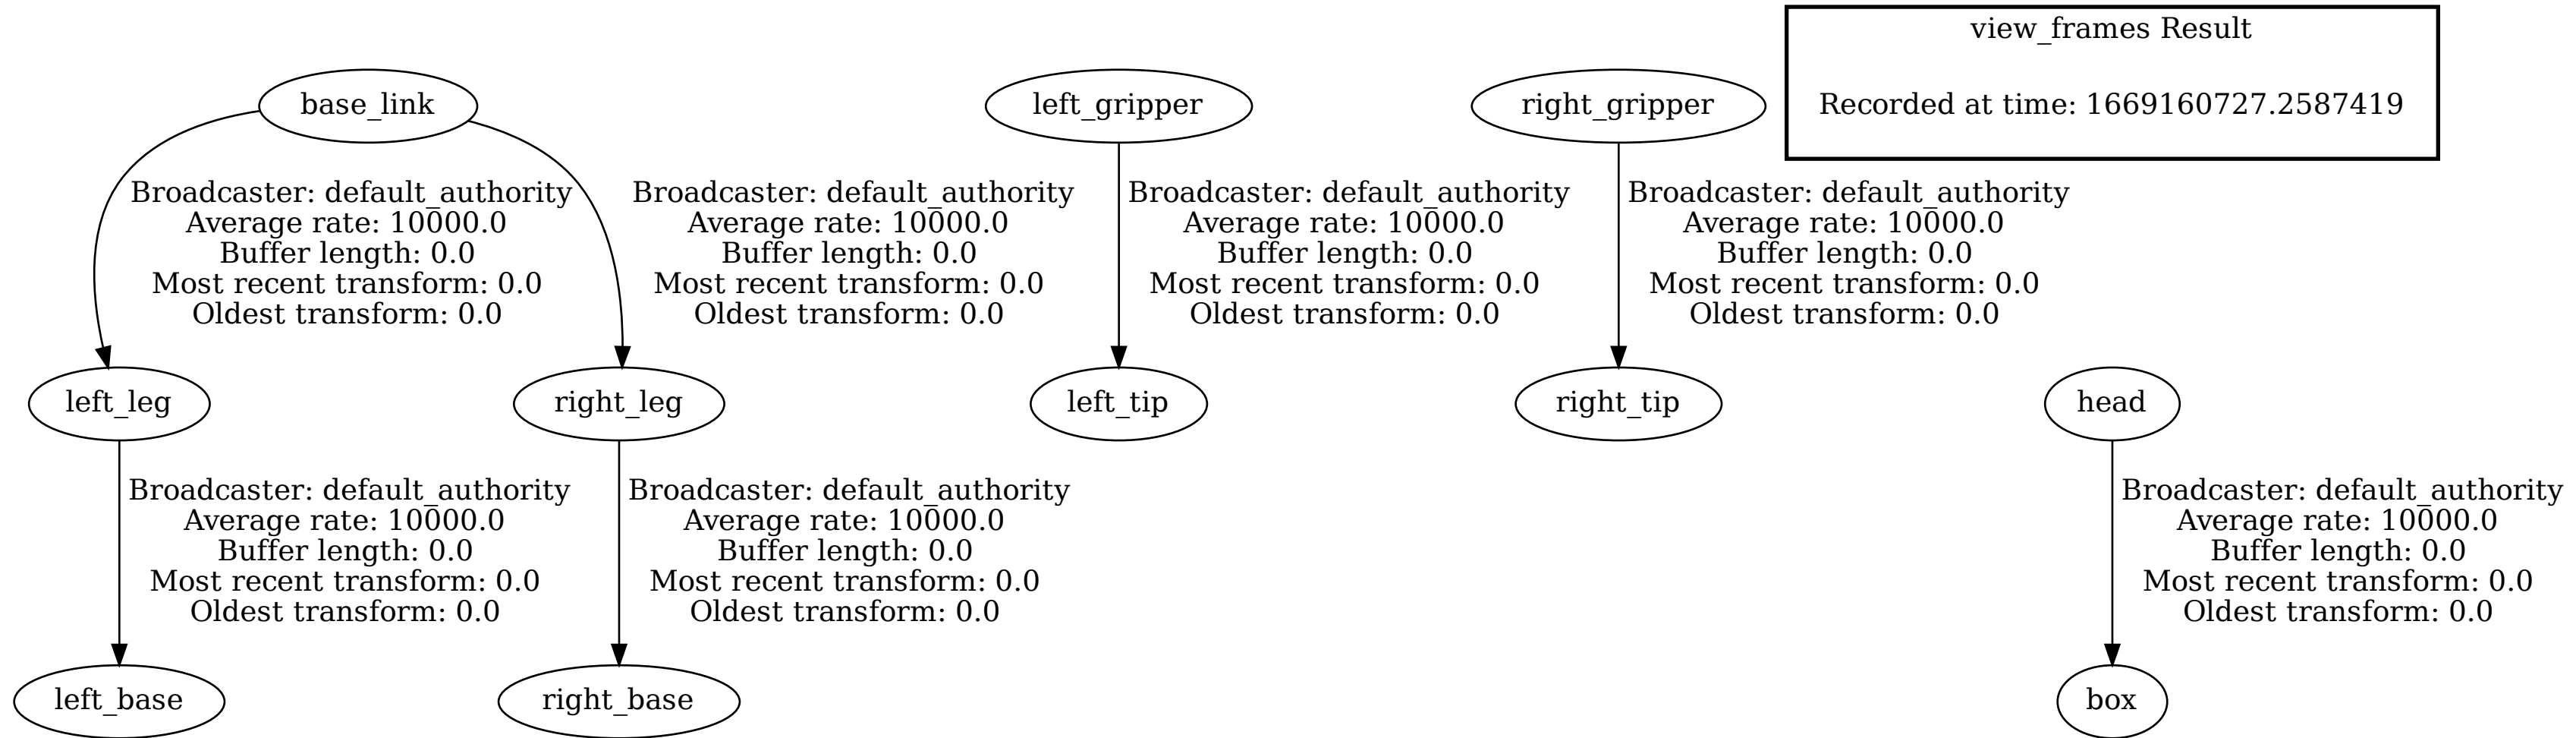 view_frames Result
Recorded at time: 1669160727.2587419
base_link
left_gripper
right_gripper
Broadcaster: default_authority
Average rate: 10000.0
Buffer length: 0.0
Most recent transform: 0.0
Oldest transform: 0.0
Broadcaster: default_authority
Average rate: 10000.0
Buffer length: 0.0
Most recent transform: 0.0
Oldest transform: 0.0
Broadcaster: default_authority
Average rate: 10000.0
Buffer length: 0.0
Most recent transform: 0.0
Oldest transform: 0.0
Broadcaster: default_authority
Average rate: 10000.0
Buffer length: 0.0
Most recent transform: 0.0
Oldest transform: 0.0
left_leg
right_leg
left_tip
right_tip
head
Broadcaster: default_authority
Average rate: 10000.0
Buffer length: 0.0
Most recent transform: 0.0
Oldest transform: 0.0
Broadcaster: default_authority
Average rate: 10000.0
Buffer length: 0.0
Most recent transform: 0.0
Oldest transform: 0.0
Broadcaster: default_authority
Average rate: 10000.0
Buffer length: 0.0
Most recent transform: 0.0
Oldest transform: 0.0
left_base
right_base
box